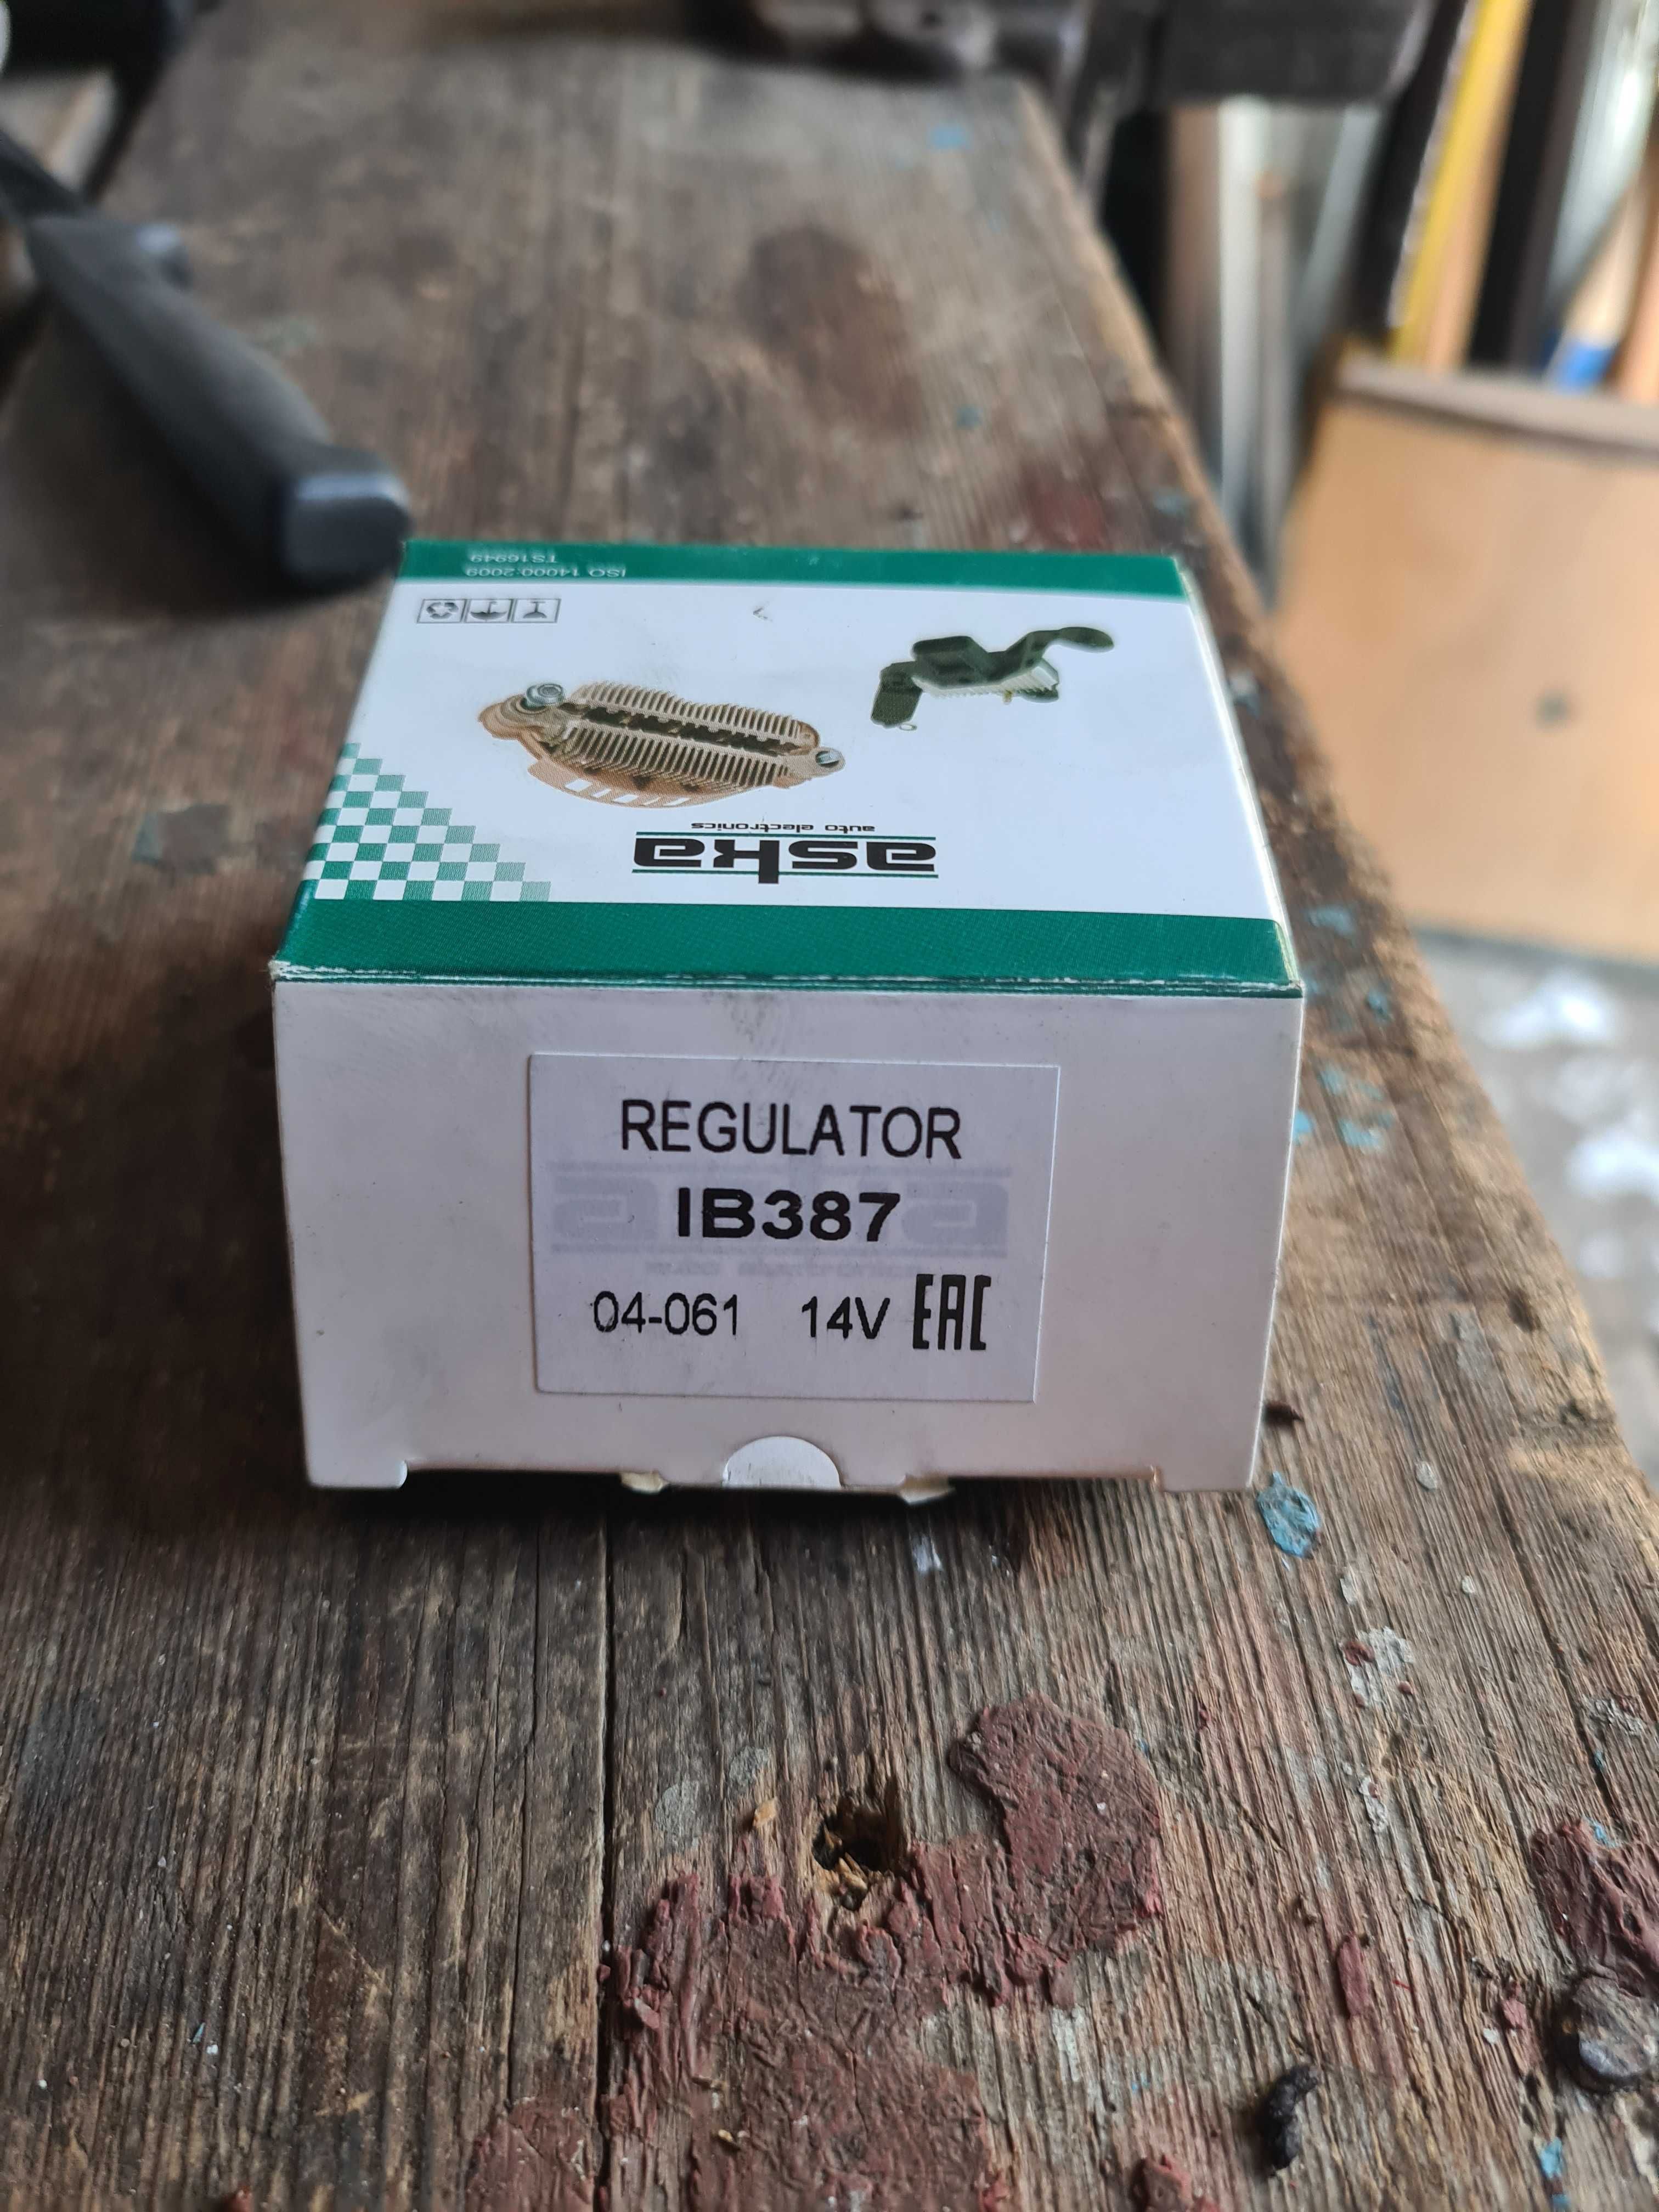 ISO 14000:2009
TS16949
aska
auto electronics
REGULATOR
IB387
04-061 14V EAC